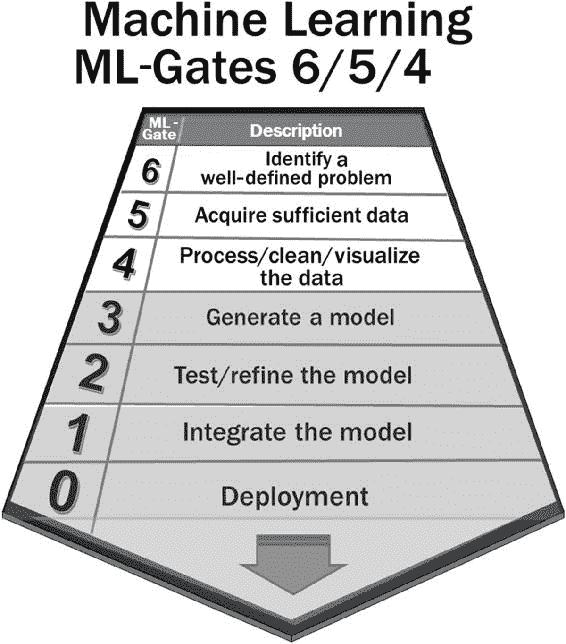 Machine Learning
ML-Gates 6/5/4
ML-
Gate
Description
6
Identify a
well-defined problem
5
Acquire sufficient data
4
Process/clean/visualize
the data
3
Generate a model
2
Test/refine the model
1
Integrate the model
0
Deployment